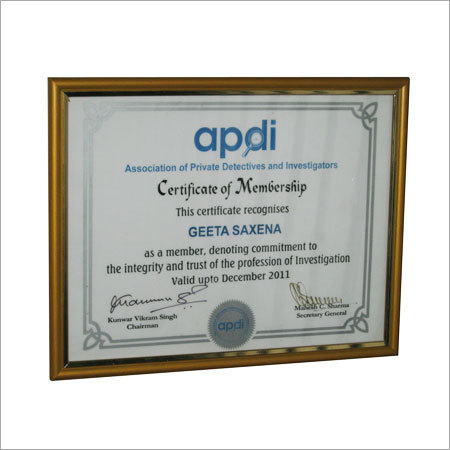 apdi
Association of Private Detectives and Investigators
Certificate of Membership
This certificate recognises
GEETA SAXENA
as a member, denoting commitment to
the integrity and trust of the profession of Investigation
Valid upto December 2011
Kunwar Vikram Singh
Chairman
Mahesh C. Sharma
Secretary General
apdi